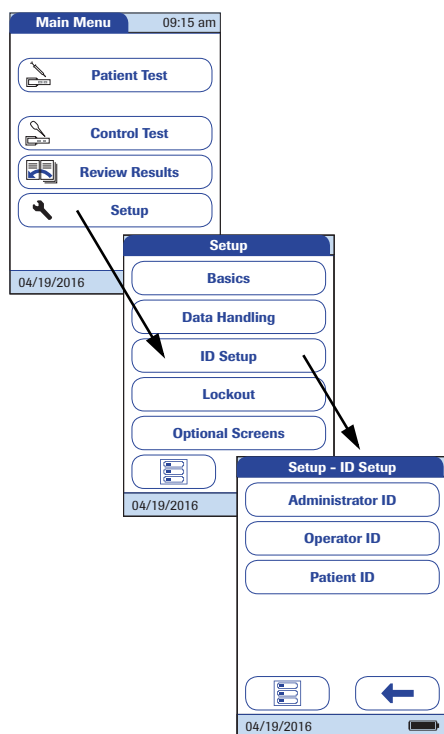 Main Menu 09:15 am
Patient Test
Control Test
Review Results
Setup
04/19/2016
Setup
Basics
Data Handling
ID Setup
Lockout
Optional Screens
04/19/2016
Setup - ID Setup
Administrator ID
Operator ID
Patient ID
04/19/2016